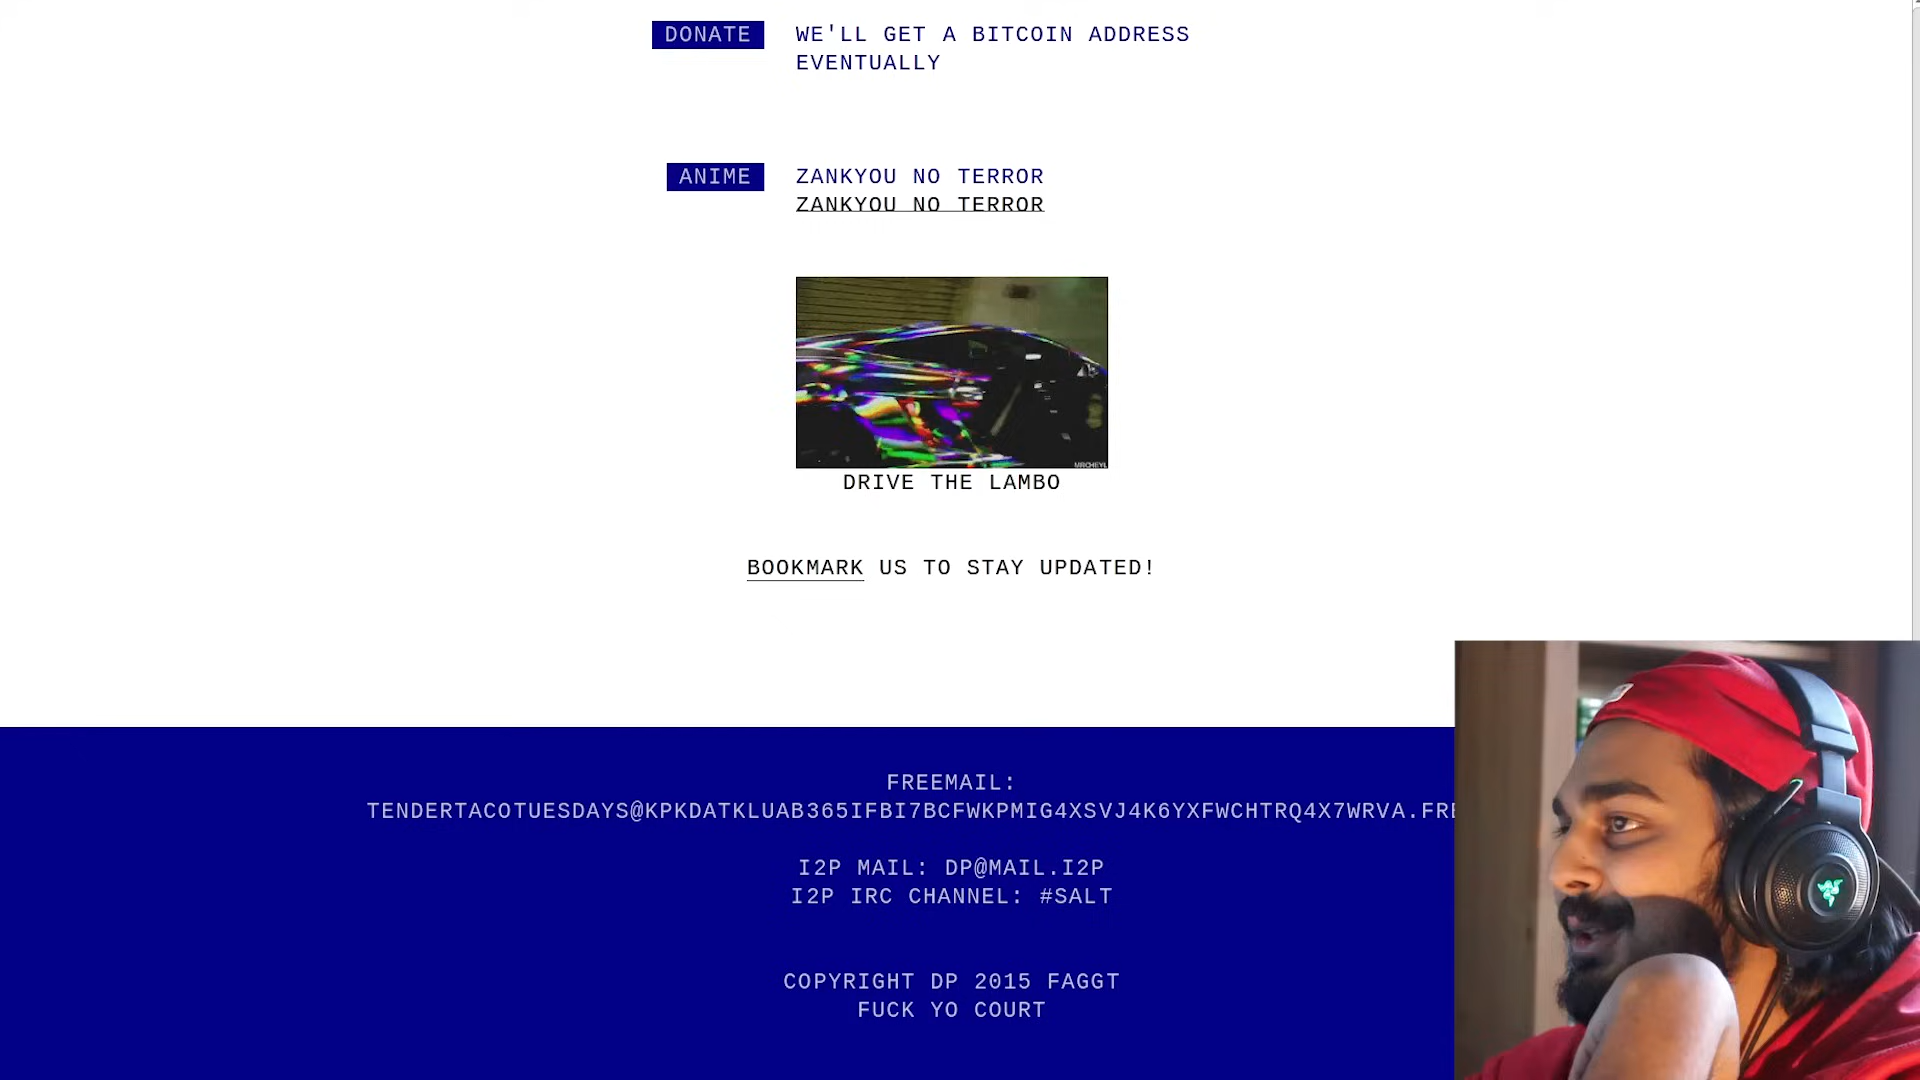 DONATE WE'LL GET A BITCOIN ADDRESS
EVENTUALLY
ANIME ZANKYOU NO TERROR
ZANKYOU NO TERROR
MRCHEYL
DRIVE THE LAMBO
BOOKMARK US TO STAY UPDATED!
FREEMAIL:
TENDERTACOTUESDAYS@KPKDATKLUAB365IFBI7BCFWKPMIG4XSVJ4K6YXFWCHTRQ4X7WRVA.FRE
I2P MAIL: DP@MAIL.I2P
I2P IRC CHANNEL: #SALT
COPYRIGHT DP 2015 FAGGT
FUCK YO COURT